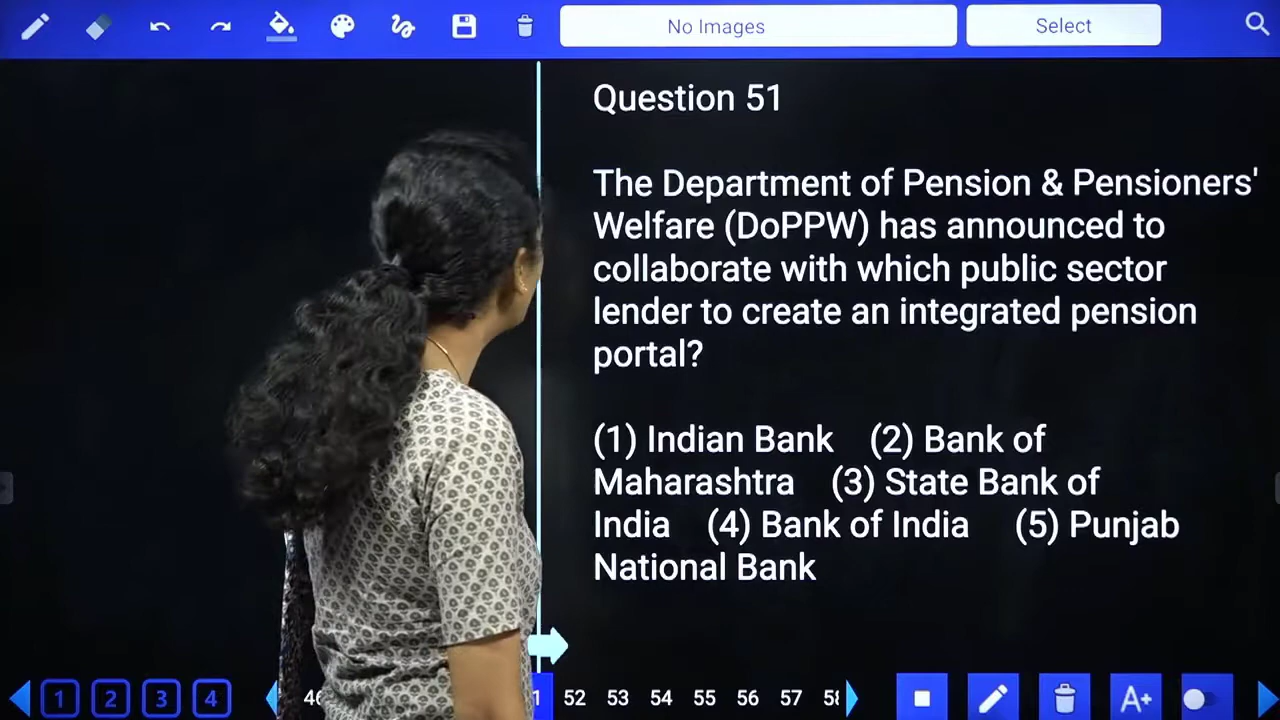 No Images Select
Question 51
The Department of Pension & Pensioners'
Welfare (DoPPW) has announced to
collaborate with which public sector
lender to create an integrated pension
portal?
(1) Indian Bank (2) Bank of
Maharashtra (3) State Bank of
India (4) Bank of India (5) Punjab
National Bank
1 2 3 4 52 53 54 55 56 57 A+